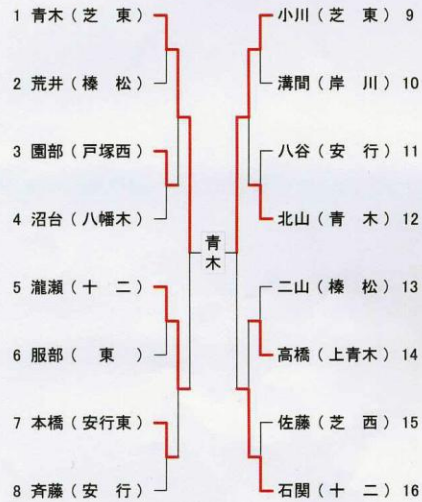 1 青木（芝　東）
2 荒井（榛　松）
3 園部（戸塚西）
4 沼台（八幡木）
5 瀧瀬（十　二）
6 服部（　東　）
7 本橋（安行東）
8 斉藤（安　行）
青木
小川（芝　東） 9
溝間（岸　川） 10
八谷（安　行） 11
北山（青　木） 12
二山（榛　松） 13
高橋（上青木） 14
佐藤（芝　西） 15
石関（十　二） 16